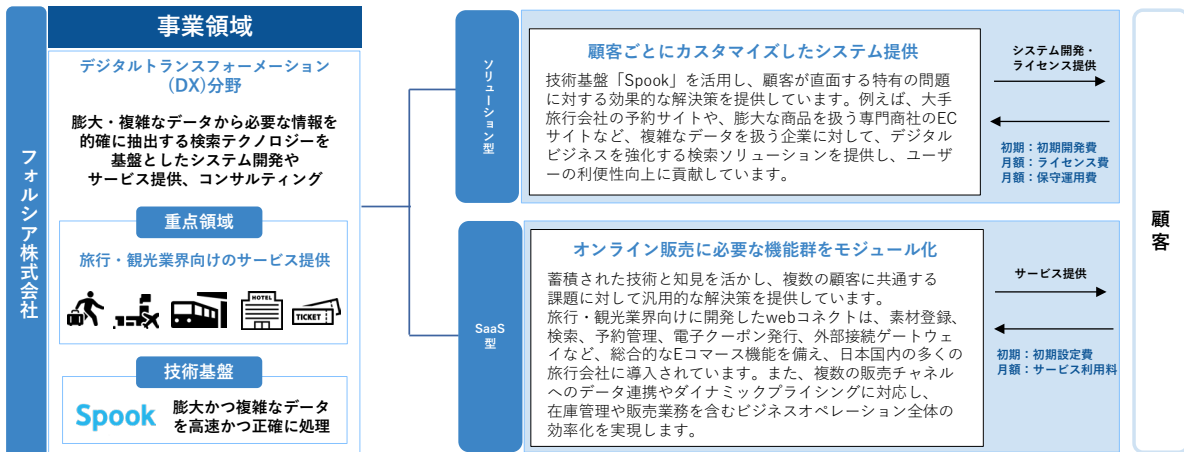 フォルシア株式会社
事業領域
デジタルトランスフォーメーション
(DX)分野
膨大・複雑なデータから必要な情報を
的確に抽出する検索テクノロジーを
基盤としたシステム開発や
サービス提供、コンサルティング
重点領域
旅行・観光業界向けのサービス提供
HOTEL
TICKET
技術基盤
Spook
膨大かつ複雑なデータ
を高速かつ正確に処理
ソリューション型
顧客ごとにカスタマイズしたシステム提供
技術基盤「Spook」を活用し、顧客が直面する特有の問題
に対する効果的な解決策を提供しています。例えば、大手
旅行会社の予約サイトや、膨大な商品を扱う専門商社のEC
サイトなど、複雑なデータを扱う企業に対して、デジタル
ビジネスを強化する検索ソリューションを提供し、ユーザ
ーの利便性向上に貢献しています。
システム開発・
ライセンス提供
初期：初期開発費
月額：ライセンス費
月額：保守運用費
SaaS
型
オンライン販売に必要な機能群をモジュール化
蓄積された技術と知見を活かし、複数の顧客に共通する
課題に対して汎用的な解決策を提供しています。
旅行・観光業界向けに開発したwebコネクトは、素材登録、
検索、予約管理、電子クーポン発行、外部接続ゲートウェ
イなど、総合的なEコマース機能を備え、日本国内の多くの
旅行会社に導入されています。また、複数の販売チャネル
へのデータ連携やダイナミックプライシングに対応し、
在庫管理や販売業務を含むビジネスオペレーション全体の
効率化を実現します。
サービス提供
初期：初期設定費
月額：サービス利用料
顧客